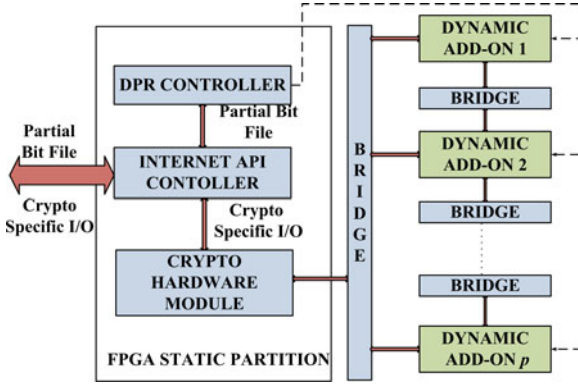 DPR CONTROLLER
Partial Bit
File
Partial
Bit File
INTERNET API
CONTOLLER
Crypto
Specific I/O
Crypto
Specific I/O
CRYPTO
HARDWARE
MODULE
FPGA STATIC PARTITION
BRIDGE
DYNAMIC
ADD-ON 1
BRIDGE
DYNAMIC
ADD-ON 2
BRIDGE
BRIDGE
DYNAMIC
ADD-ON p